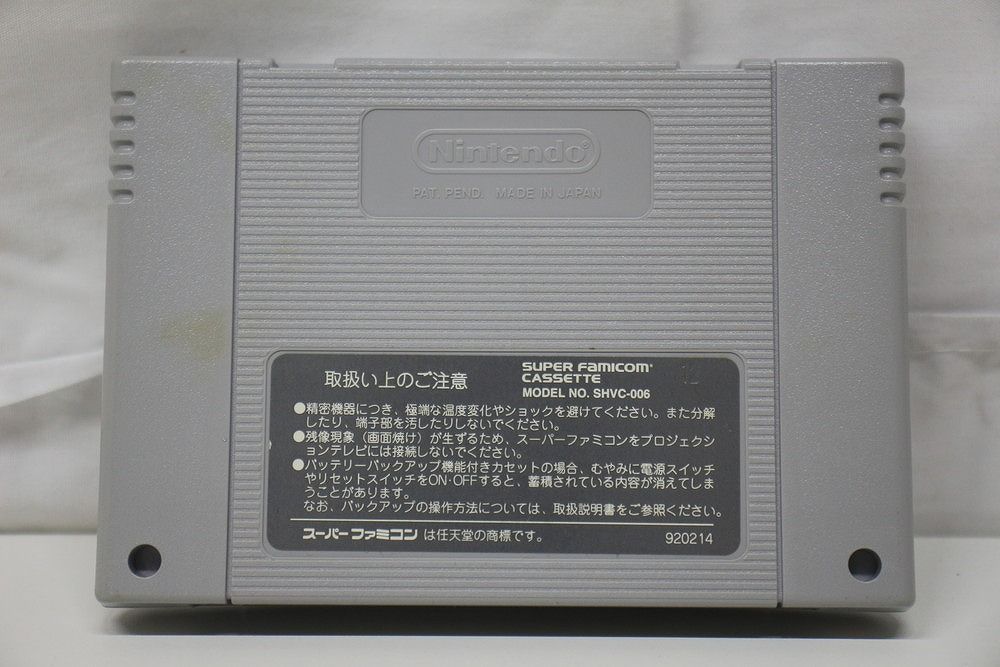 Nintendo®
PAT. PEND. MADE IN JAPAN
取扱い上のご注意
SUPER FAMICOM®
CASSETTE
MODEL NO. SHVC-006
●精密機器につき、極端な温度変化やショックを避けてください。また分解
したり、端子部を汚したりしないでください。
●残像現象（画面焼け）が生ずるため、スーパーファミコンをプロジェクシ
ョンテレビには接続しないでください。
●バッテリーバックアップ機能付きカセットの場合、むやみに電源スイッチ
やリセットスイッチをON·OFFすると、蓄積されている内容が消えてしま
うことがあります。
なお、バックアップの操作方法については、取扱説明書をご参照ください。
スーパーファミコン は任天堂の商標です。
920214